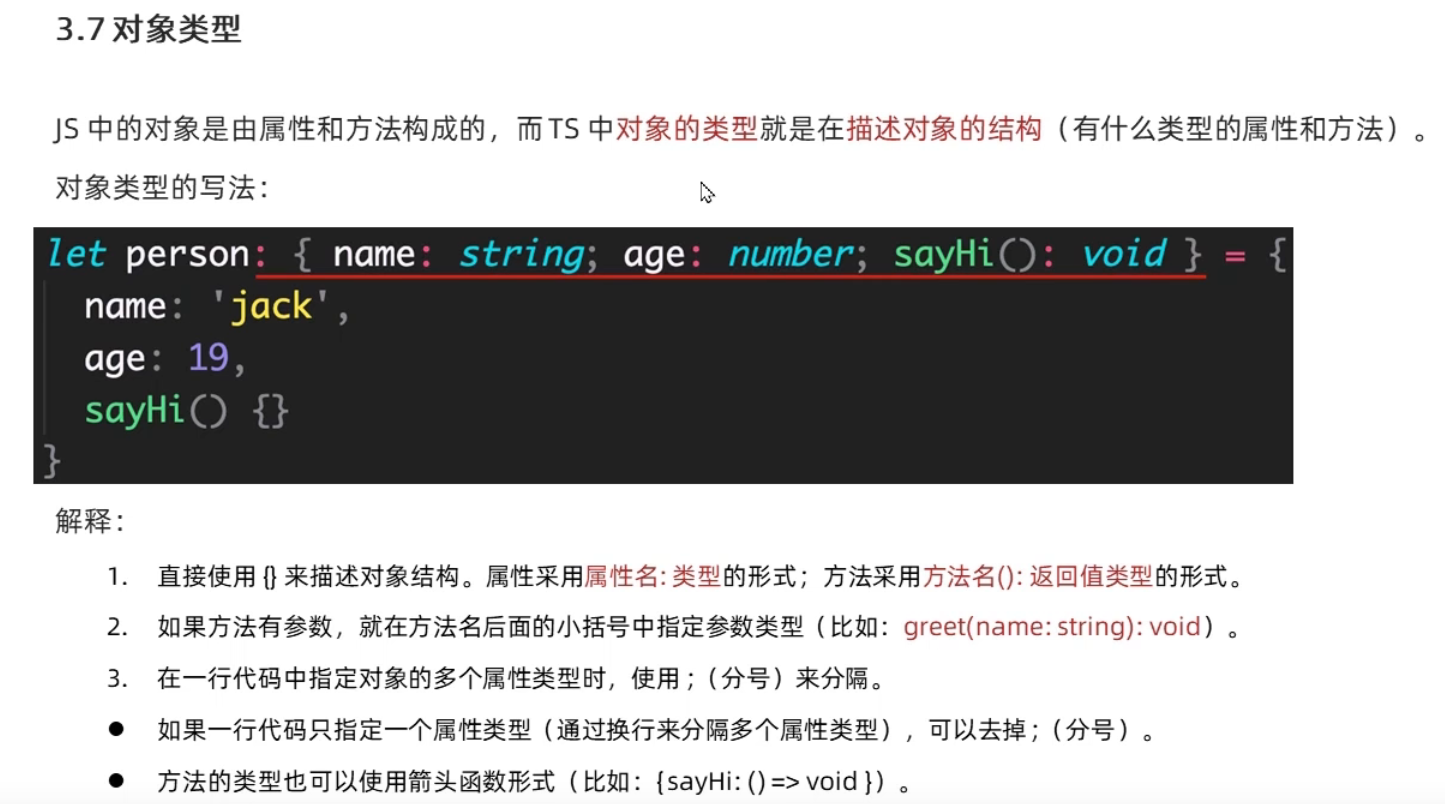 3.7 对象类型
JS 中的对象是由属性和方法构成的，而 TS 中对象的类型就是在描述对象的结构（有什么类型的属性和方法）。
对象类型的写法：
let person: { name: string; age: number; sayHi(): void } = {
name: 'jack',
age: 19,
sayHi() {}
}
解释：
1. 直接使用 {} 来描述对象结构。属性采用属性名: 类型的形式；方法采用方法名(): 返回值类型的形式。
2. 如果方法有参数，就在方法名后面的小括号中指定参数类型（比如：greet(name: string): void）。
3. 在一行代码中指定对象的多个属性类型时，使用 ;（分号）来分隔。
● 如果一行代码只指定一个属性类型（通过换行来分隔多个属性类型），可以去掉 ;（分号）。
● 方法的类型也可以使用箭头函数形式（比如：{ sayHi: () => void }）。